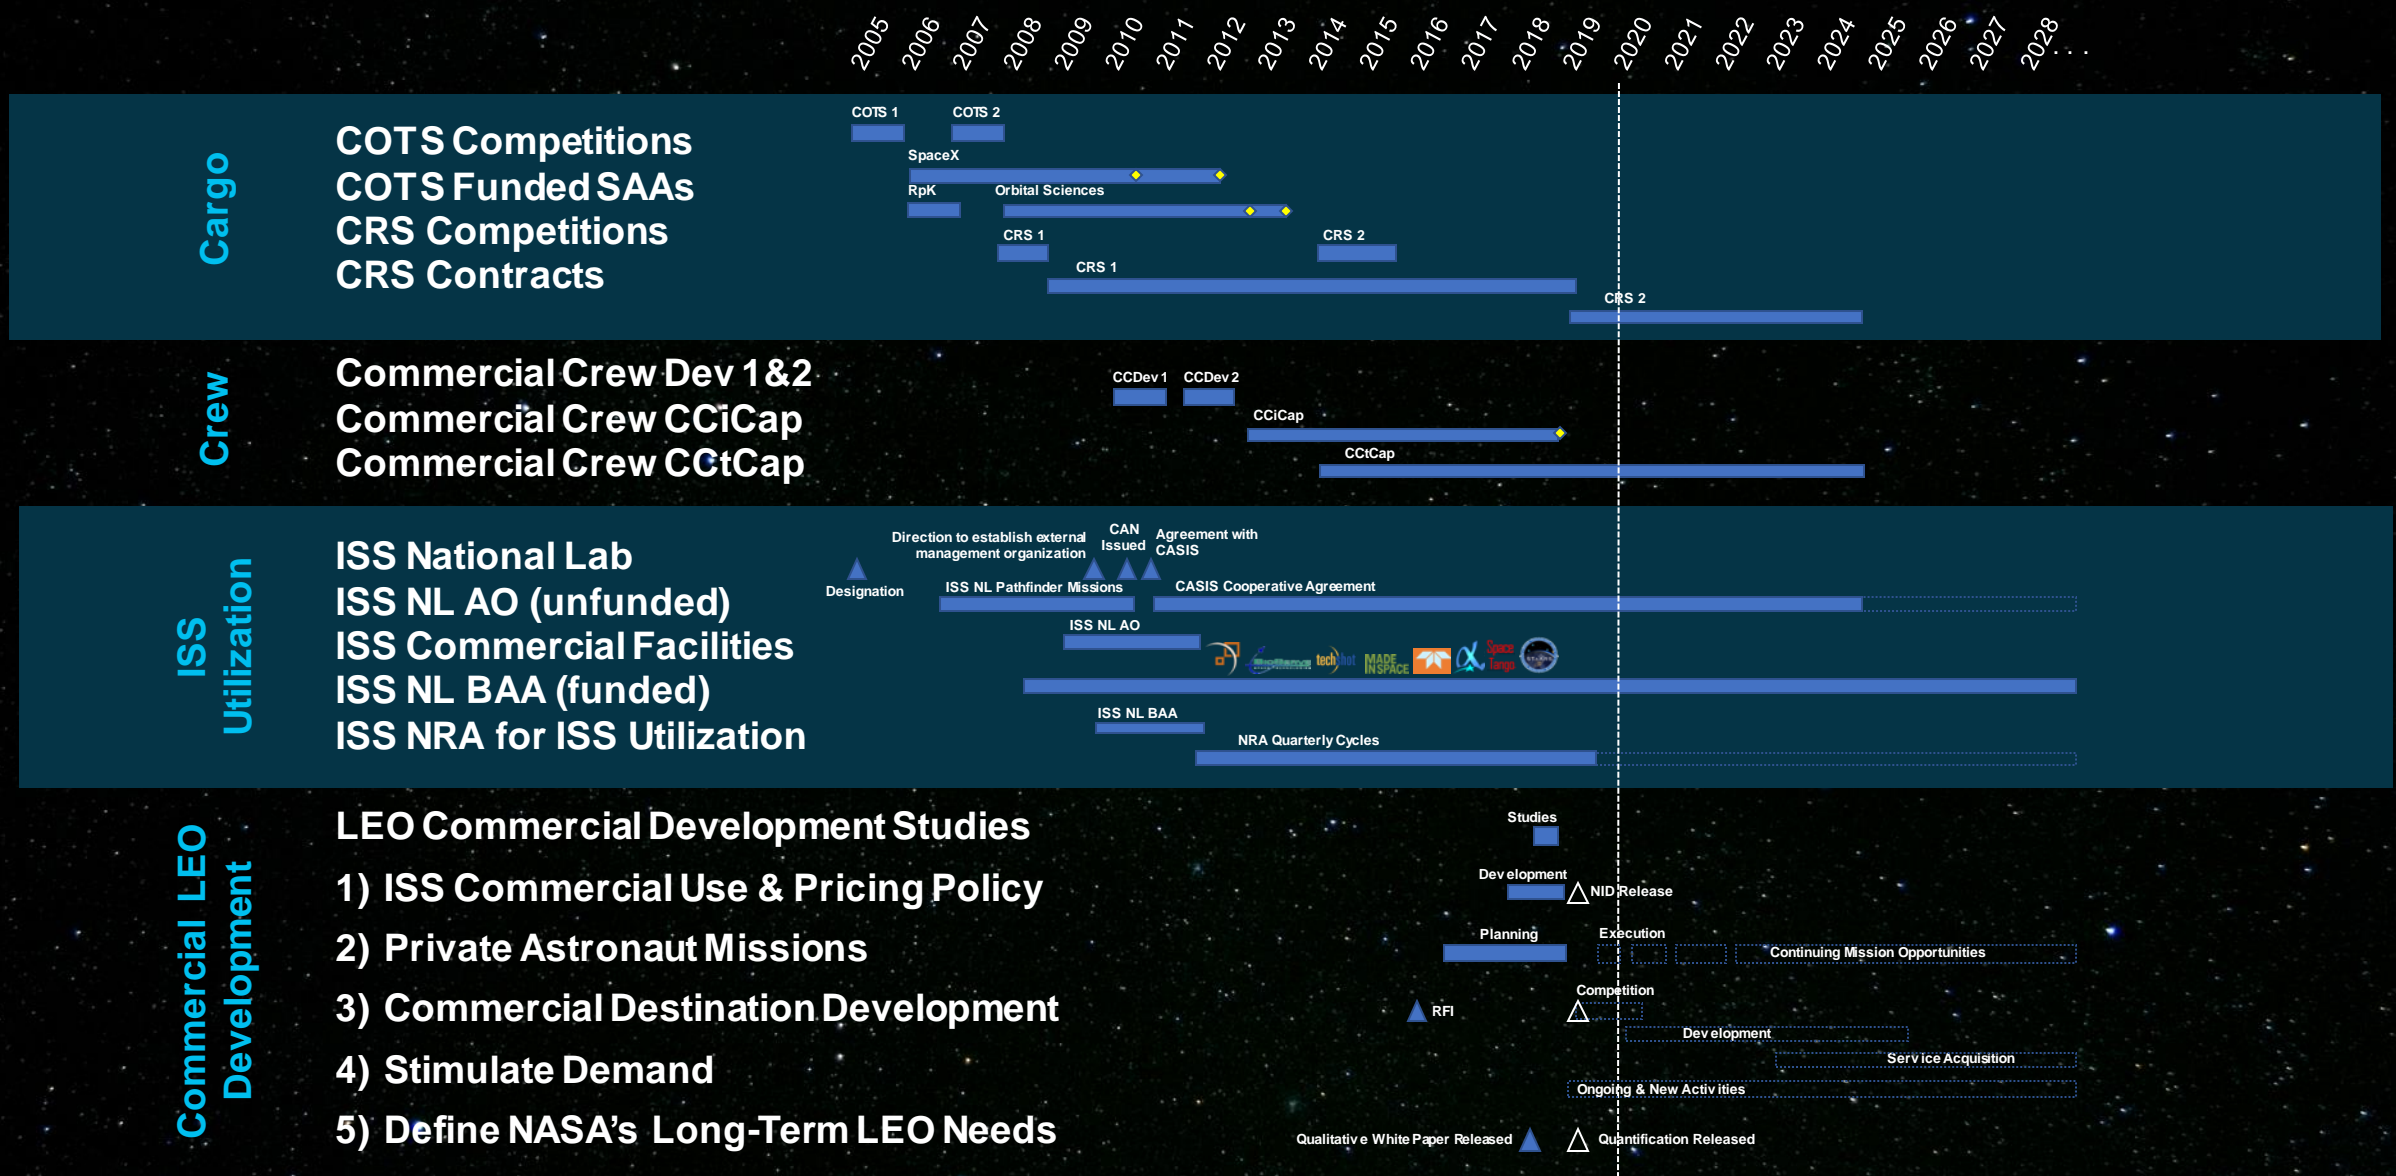 2005 2006 2007 2008 2009 2010 2011 2012 2013 2014 2015 2016 2017 2018 2019 2020 2021 2022 2023 2024 2025 2026 2027 2028 . . .
Cargo
COTS Competitions
COTS Funded SAAs
CRS Competitions
CRS Contracts
COTS 1 COTS 2
SpaceX
RpK Orbital Sciences
CRS 1 CRS 2
CRS 1
CRS 2
Crew
Commercial Crew Dev 1&2
Commercial Crew CCiCap
Commercial Crew CCtCap
CCDev 1 CCDev 2
CCiCap
CCtCap
ISS
Utilization
ISS National Lab
ISS NL AO (unfunded)
ISS Commercial Facilities
ISS NL BAA (funded)
ISS NRA for ISS Utilization
Designation
Direction to establish external
management organization
CAN
Issued
Agreement with
CASIS
ISS NL Pathfinder Missions CASIS Cooperative Agreement
ISS NL AO
techshot
MADE
IN SPACE
Space
Tango
ISS NL BAA
NRA Quarterly Cycles
Commercial LEO
Development
LEO Commercial Development Studies
1) ISS Commercial Use & Pricing Policy
2) Private Astronaut Missions
3) Commercial Destination Development
4) Stimulate Demand
5) Define NASA's Long-Term LEO Needs
Studies
Development
NID Release
Planning Execution
Continuing Mission Opportunities
Competition
RFI
Development
Service Acquisition
Ongoing & New Activities
Qualitative White Paper Released Quantification Released